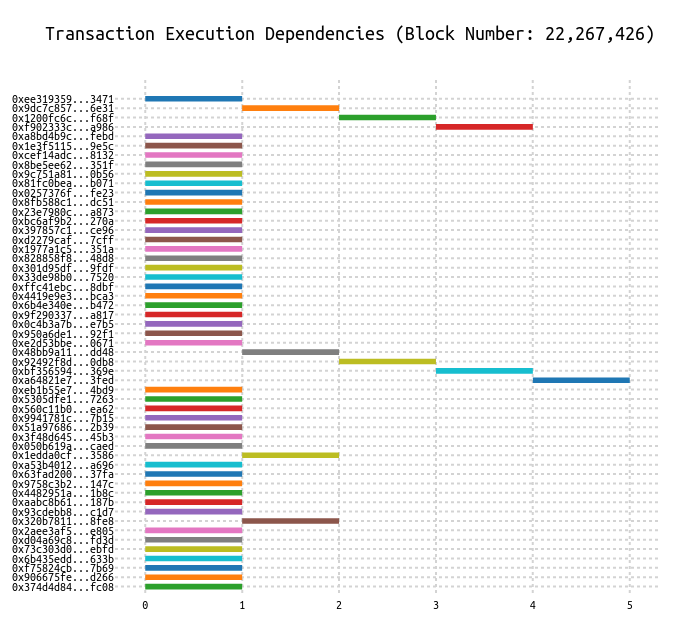 Transaction Execution Dependencies (Block Number: 22,267,426)
0xee319359...3471
0x9dc7c857...6e31
0x1200fc6c...f68f
0xf902333c...a986
0xa8bd4b9c...febd
0x1e3f5115...9e5c
0xcef14adc...8132
0x8be5ee62...351f
0x9c751a81...0b56
0x81fc0bea...b071
0x0257376f...fe23
0x8fb588c1...dc51
0x23e7980c...a873
0xbc6af9b2...270a
0x397857c1...ce96
0xd2279caf...7cff
0x1977a1c5...351a
0x828858f8...48d8
0x301d95df...9fdf
0x33de98b0...7520
0xffc41ebc...8dbf
0x4419e9e3...bca3
0x6b4e340e...b472
0x9f290337...a817
0x0c4b3a7b...e7b5
0x950a6de1...92f1
0xe2d53bbe...0671
0x48bb9a11...dd48
0x92492f8d...0db8
0xbf356594...369e
0xa64821e7...3fed
0xeb1b55e7...4bd9
0x5305dfe1...7263
0x560c11b0...ea62
0x9941781c...7b15
0x51a97686...2b39
0x3f48d645...45b3
0x050b619a...caed
0x1edda0cf...3586
0xa53b4012...a696
0x63fad200...37fa
0x9758c3b2...147c
0x4482951a...1b8c
0xaabc8b61...187b
0x93cdebb8...c1d7
0x320b7811...8fe8
0x2aee3af5...e805
0xd04a69c8...fd3d
0x73c303d0...ebfd
0x6b435edd...633b
0xf75824cb...7b69
0x906675fe...d266
0x374d4d84...fc08
0 1 2 3 4 5